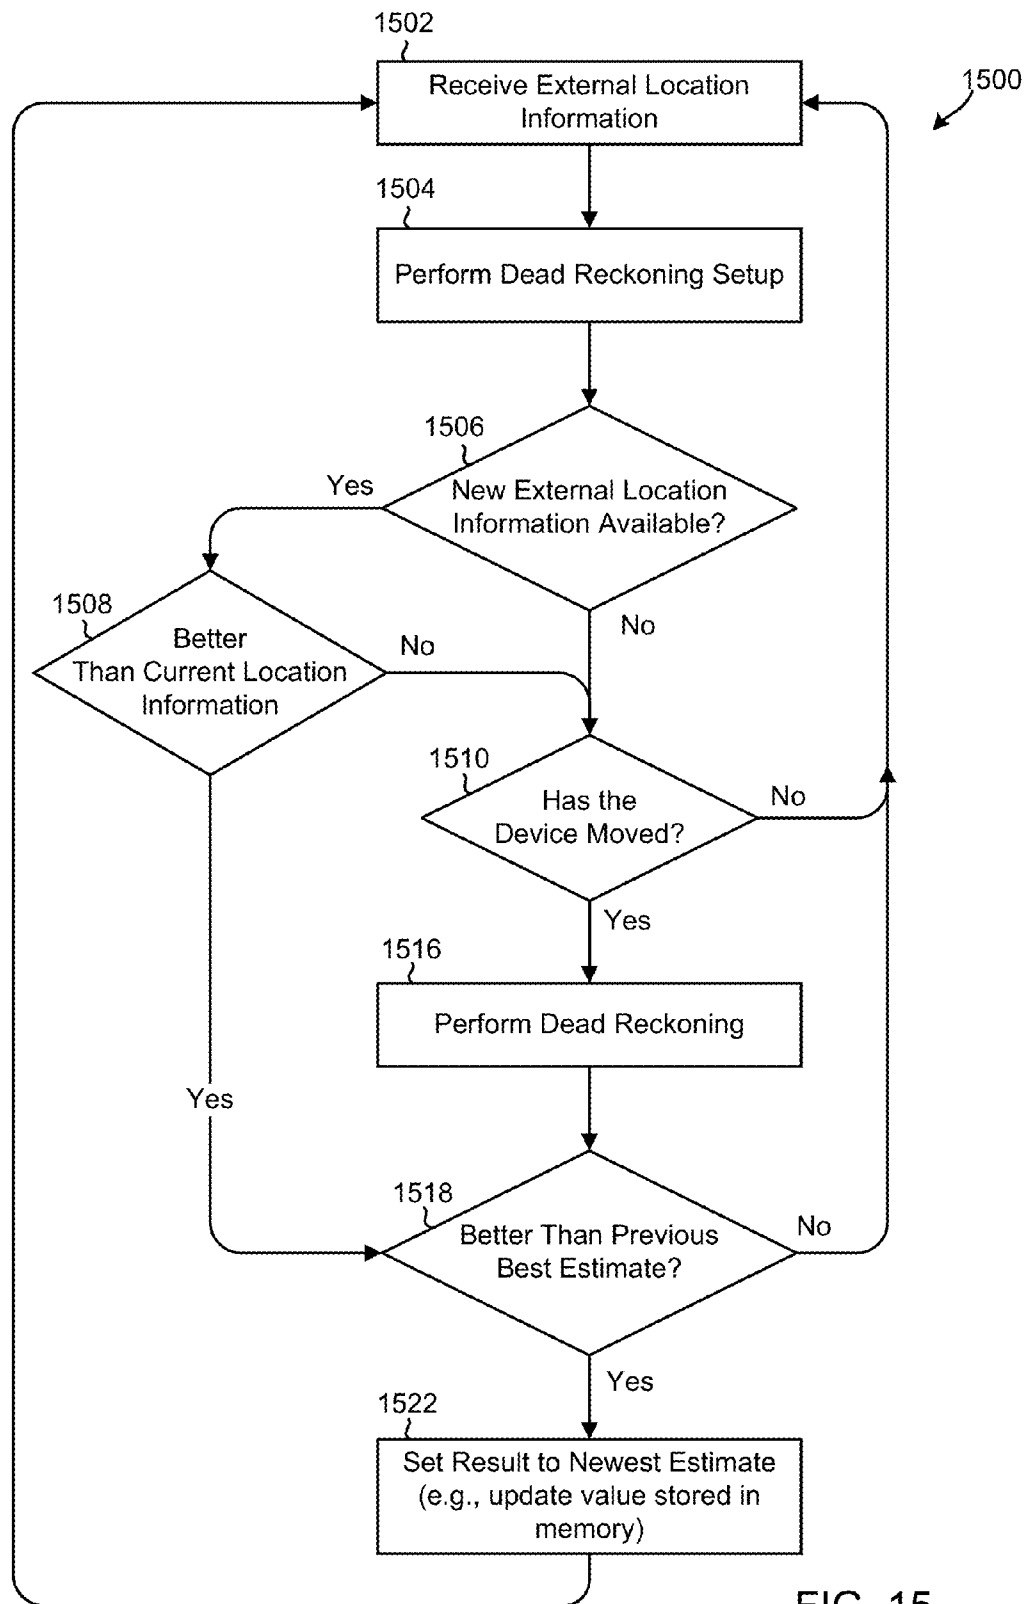 1502
Receive External Location
Information
1500
1504
Perform Dead Reckoning Setup
1506
Yes
New External Location
Information Available?
1508
No
Better
Than Current Location
Information
No
1510
Has the
Device Moved?
No
Yes
1516
Perform Dead Reckoning
Yes
1518
Better Than Previous
Best Estimate?
No
Yes
1522
Set Result to Newest Estimate
(e.g., update value stored in
memory)
FIG. 15